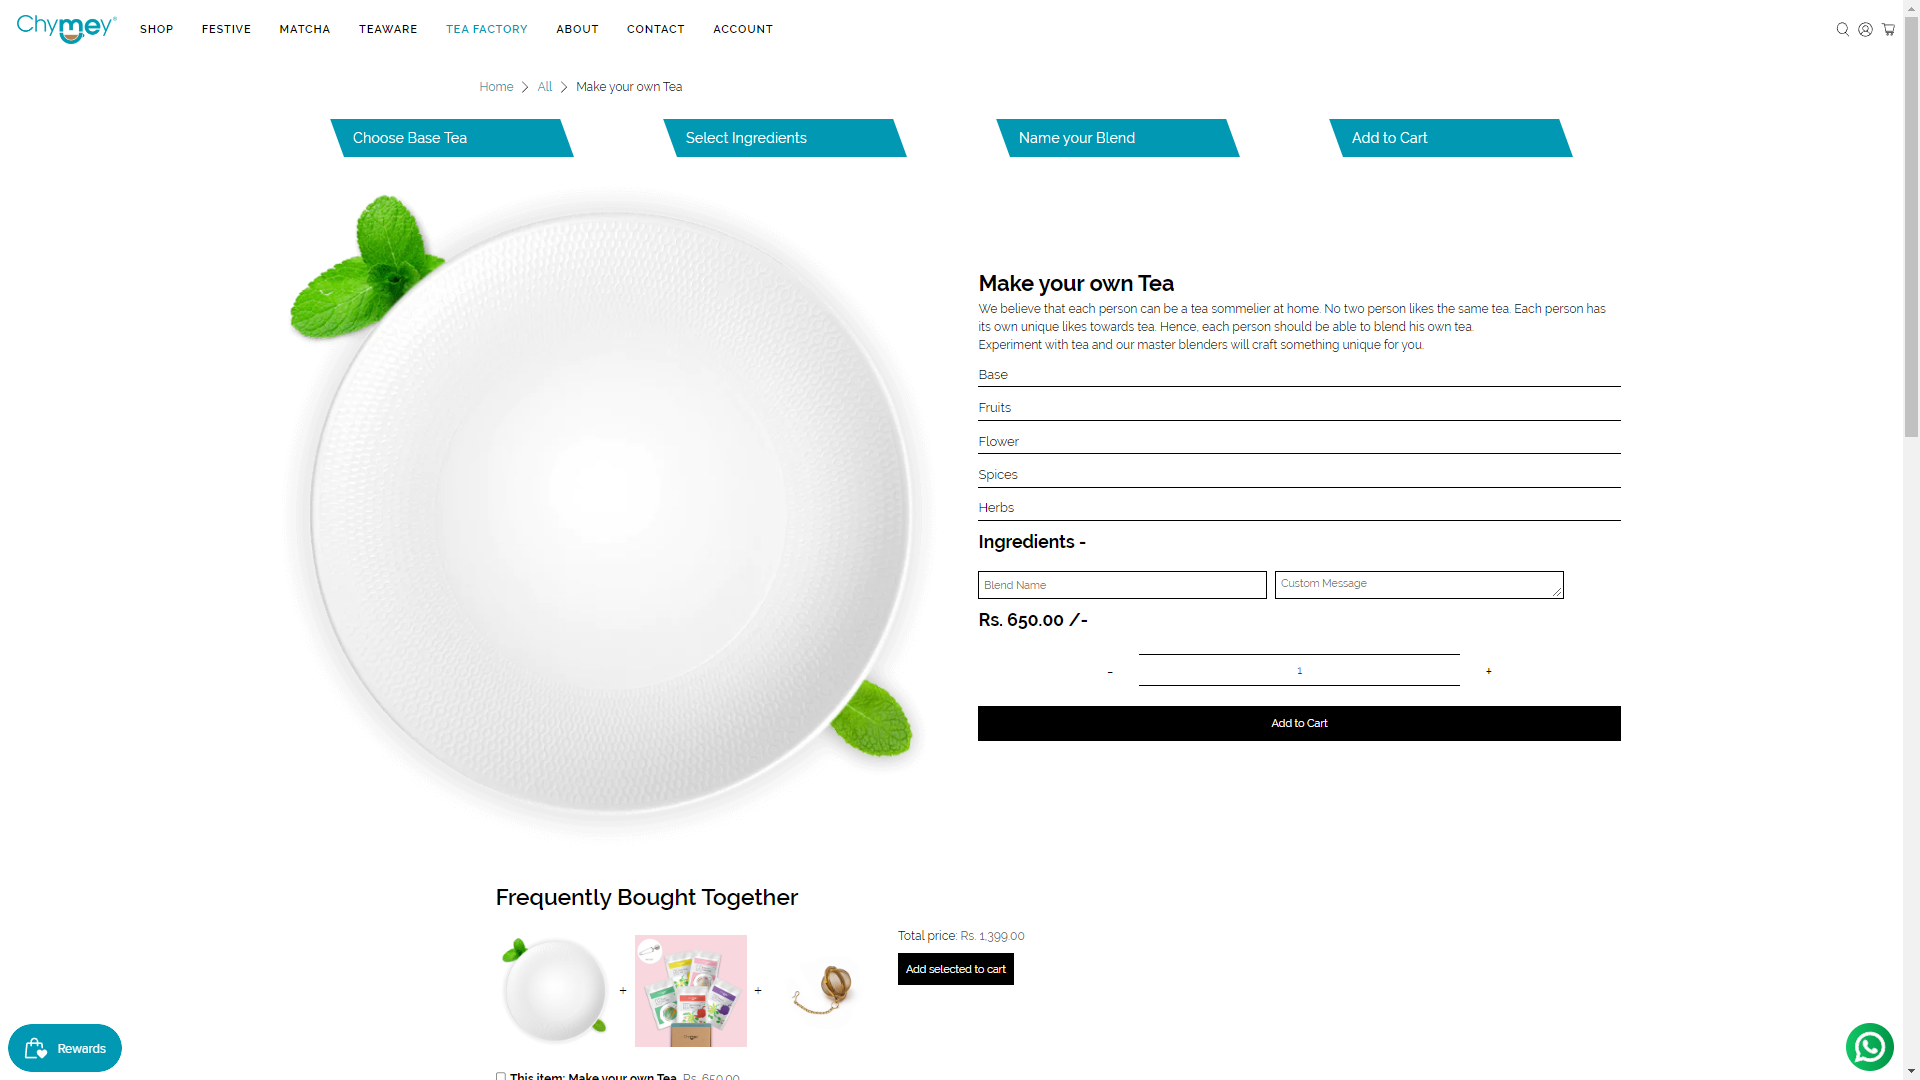 Chymey®
SHOP
FESTIVE
MATCHA
TEAWARE
TEA FACTORY
ABOUT
CONTACT
ACCOUNT
Home
All
Make your own Tea
Choose Base Tea
Select Ingredients
Name your Blend
Add to Cart
Make your own Tea
We believe that each person can be a tea sommelier at home. No two person likes the same tea. Each person has
its own unique likes towards tea. Hence, each person should be able to blend his own tea.
Experiment with tea and our master blenders will craft something unique for you.
Base
Fruits
Flower
Spices
Herbs
Ingredients -
Blend Name
Custom Message
Rs. 650.00 /-
-
1
+
Add to Cart
Frequently Bought Together
+
+
Total price: Rs. 1,399.00
Add selected to cart
Rewards
This item: Make your own Tea Rs. 650.00